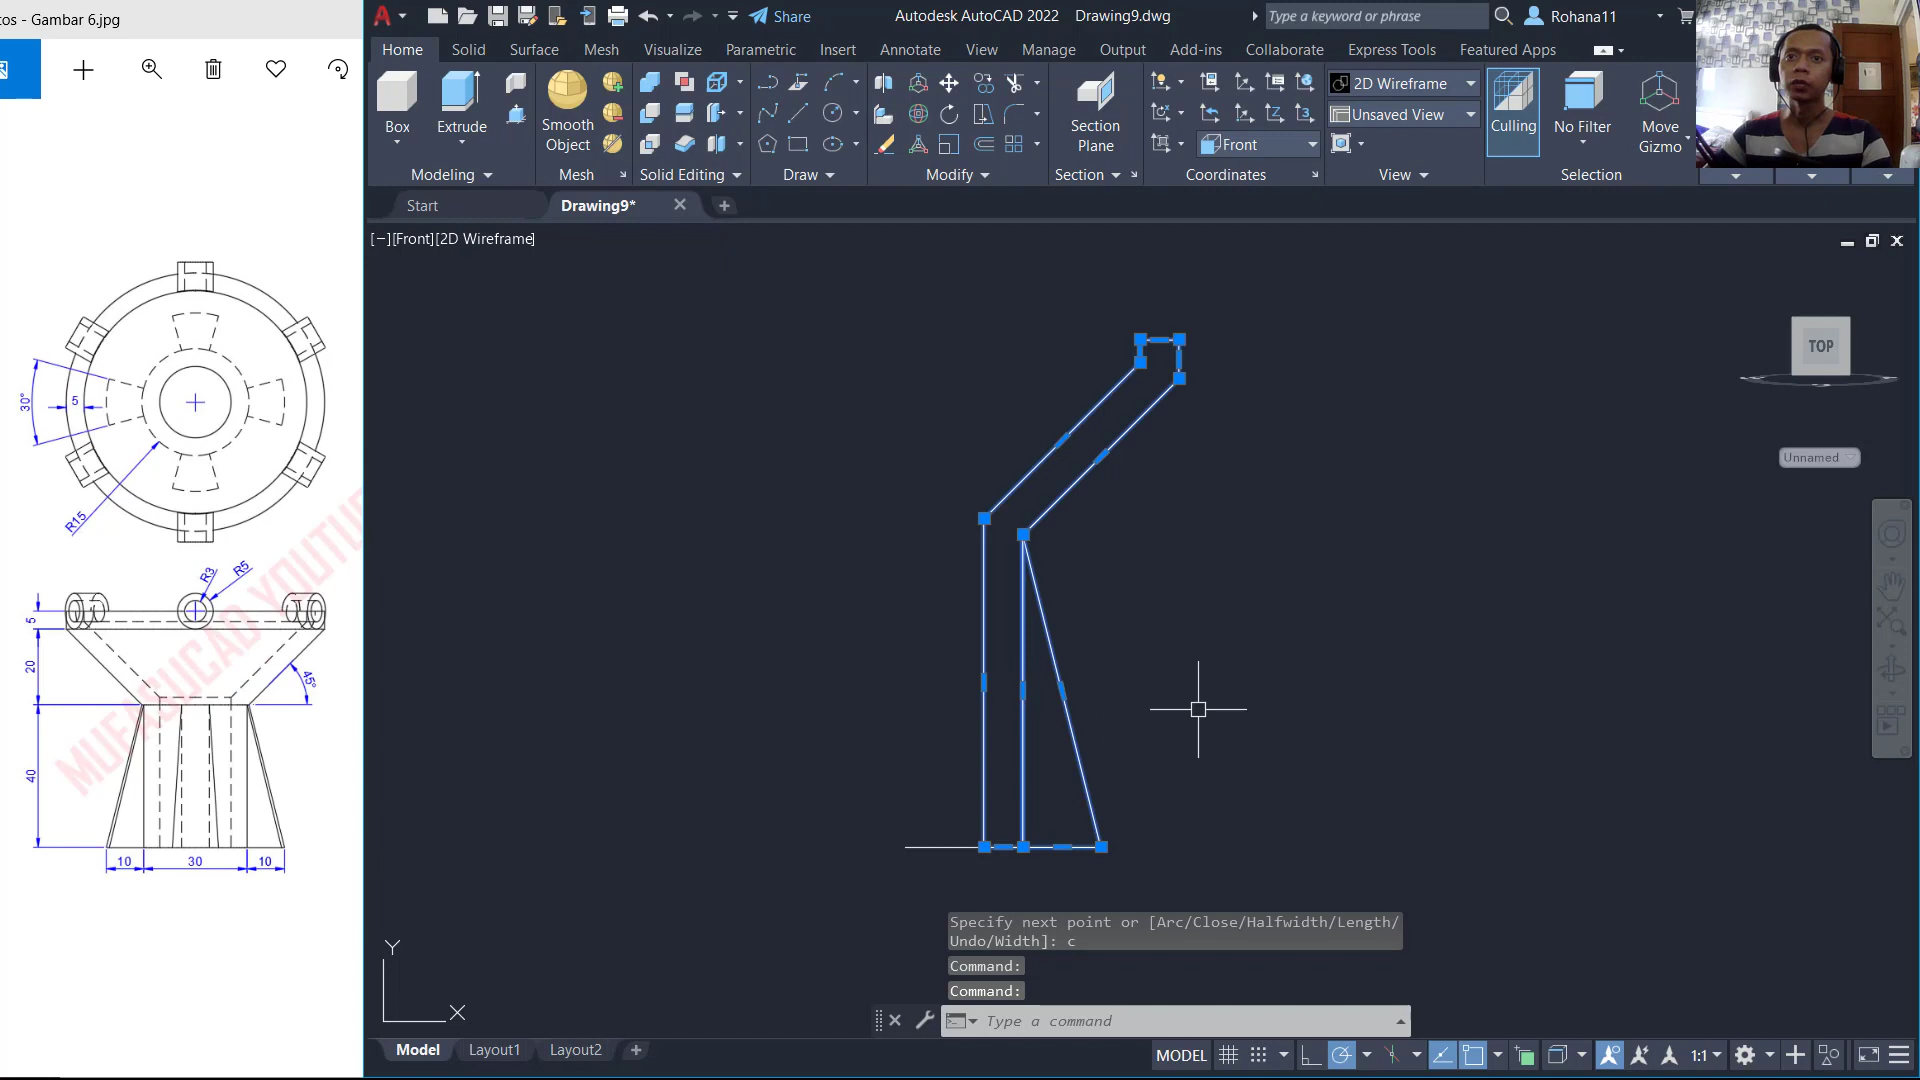 tos - Gambar 6.jpg
Share
Autodesk AutoCAD 2022
Drawing9.dwg
Type a keyword or phrase
Rohana11
Home
Solid
Surface
Mesh
Visualize
Parametric
Insert
Annotate
View
Manage
Output
Add-ins
Collaborate
Express Tools
Featured Apps
Box
Extrude
Smooth
Object
Section
Plane
2D Wireframe
Unsaved View
Front
Culling
No Filter
Move
Gizmo
Modeling
Mesh
Solid Editing
Draw
Modify
Section
Coordinates
View
Selection
Start
Drawing9*
[−][Front][2D Wireframe]
TOP
Unnamed
30°
5
R15
R3
R5
5
20
45°
40
10
30
10
MUFASUCAD YOUTUBE
Specify next point or [Arc/Close/Halfwidth/Length/
Undo/Width]: c
Command:
Command:
Type a command
Y
X
Model
Layout1
Layout2
MODEL
1:1